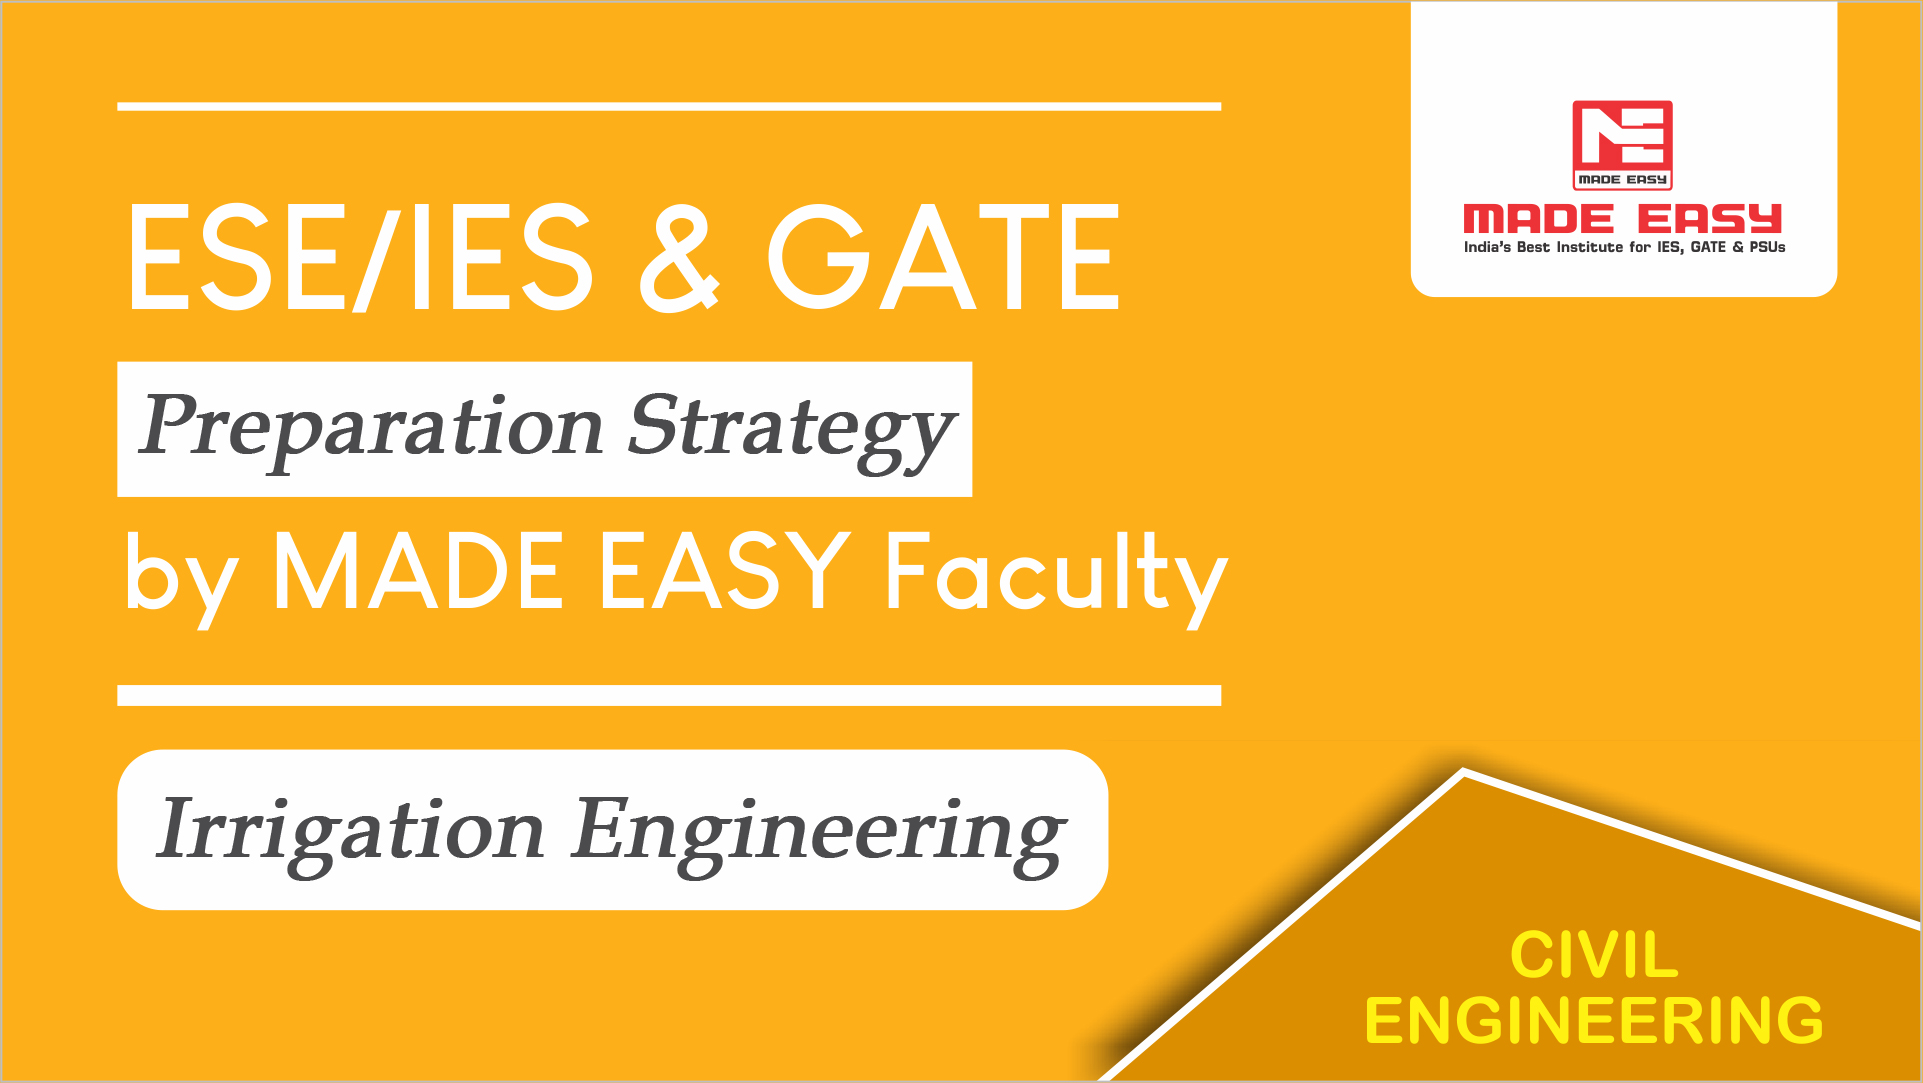 ESE/IES & GATE
Preparation Strategy
by MADE EASY Faculty
Irrigation Engineering
ME
MADE EASY
MADE EASY
India's Best Institute for IES, GATE & PSUs
CIVIL
ENGINEERING